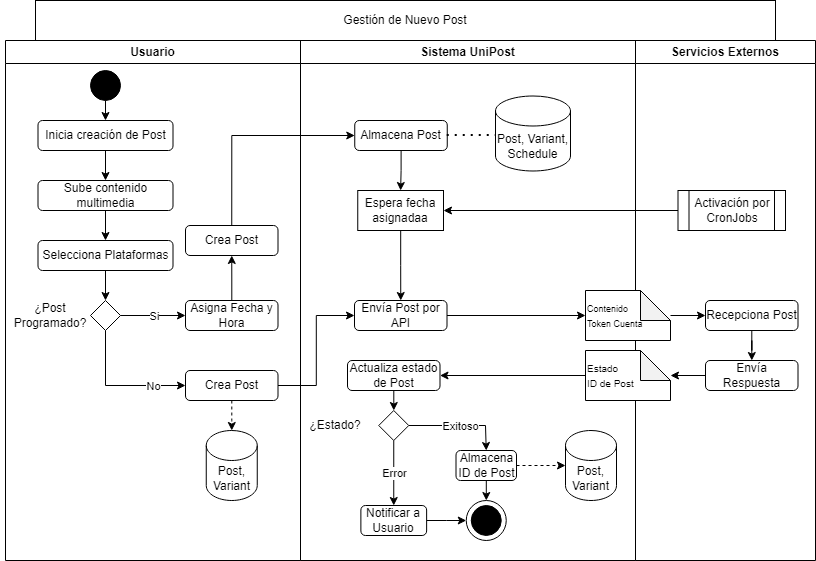 Gestión de Nuevo Post
Usuario
Sistema UniPost
Servicios Externos
Inicia creación de Post
Sube contenido
multimedia
Selecciona Plataformas
¿Post
Programado?
Si
Asigna Fecha y
Hora
Crea Post
No
Crea Post
Post,
Variant
Almacena Post
Post, Variant,
Schedule
Espera fecha
asignadaa
Activación por
CronJobs
Envía Post por
API
Contenido
Token Cuenta
Recepciona Post
Envía
Respuesta
Estado
ID de Post
Actualiza estado
de Post
¿Estado?
Exitoso
Almacena
ID de Post
Post,
Variant
Error
Notificar a
Usuario